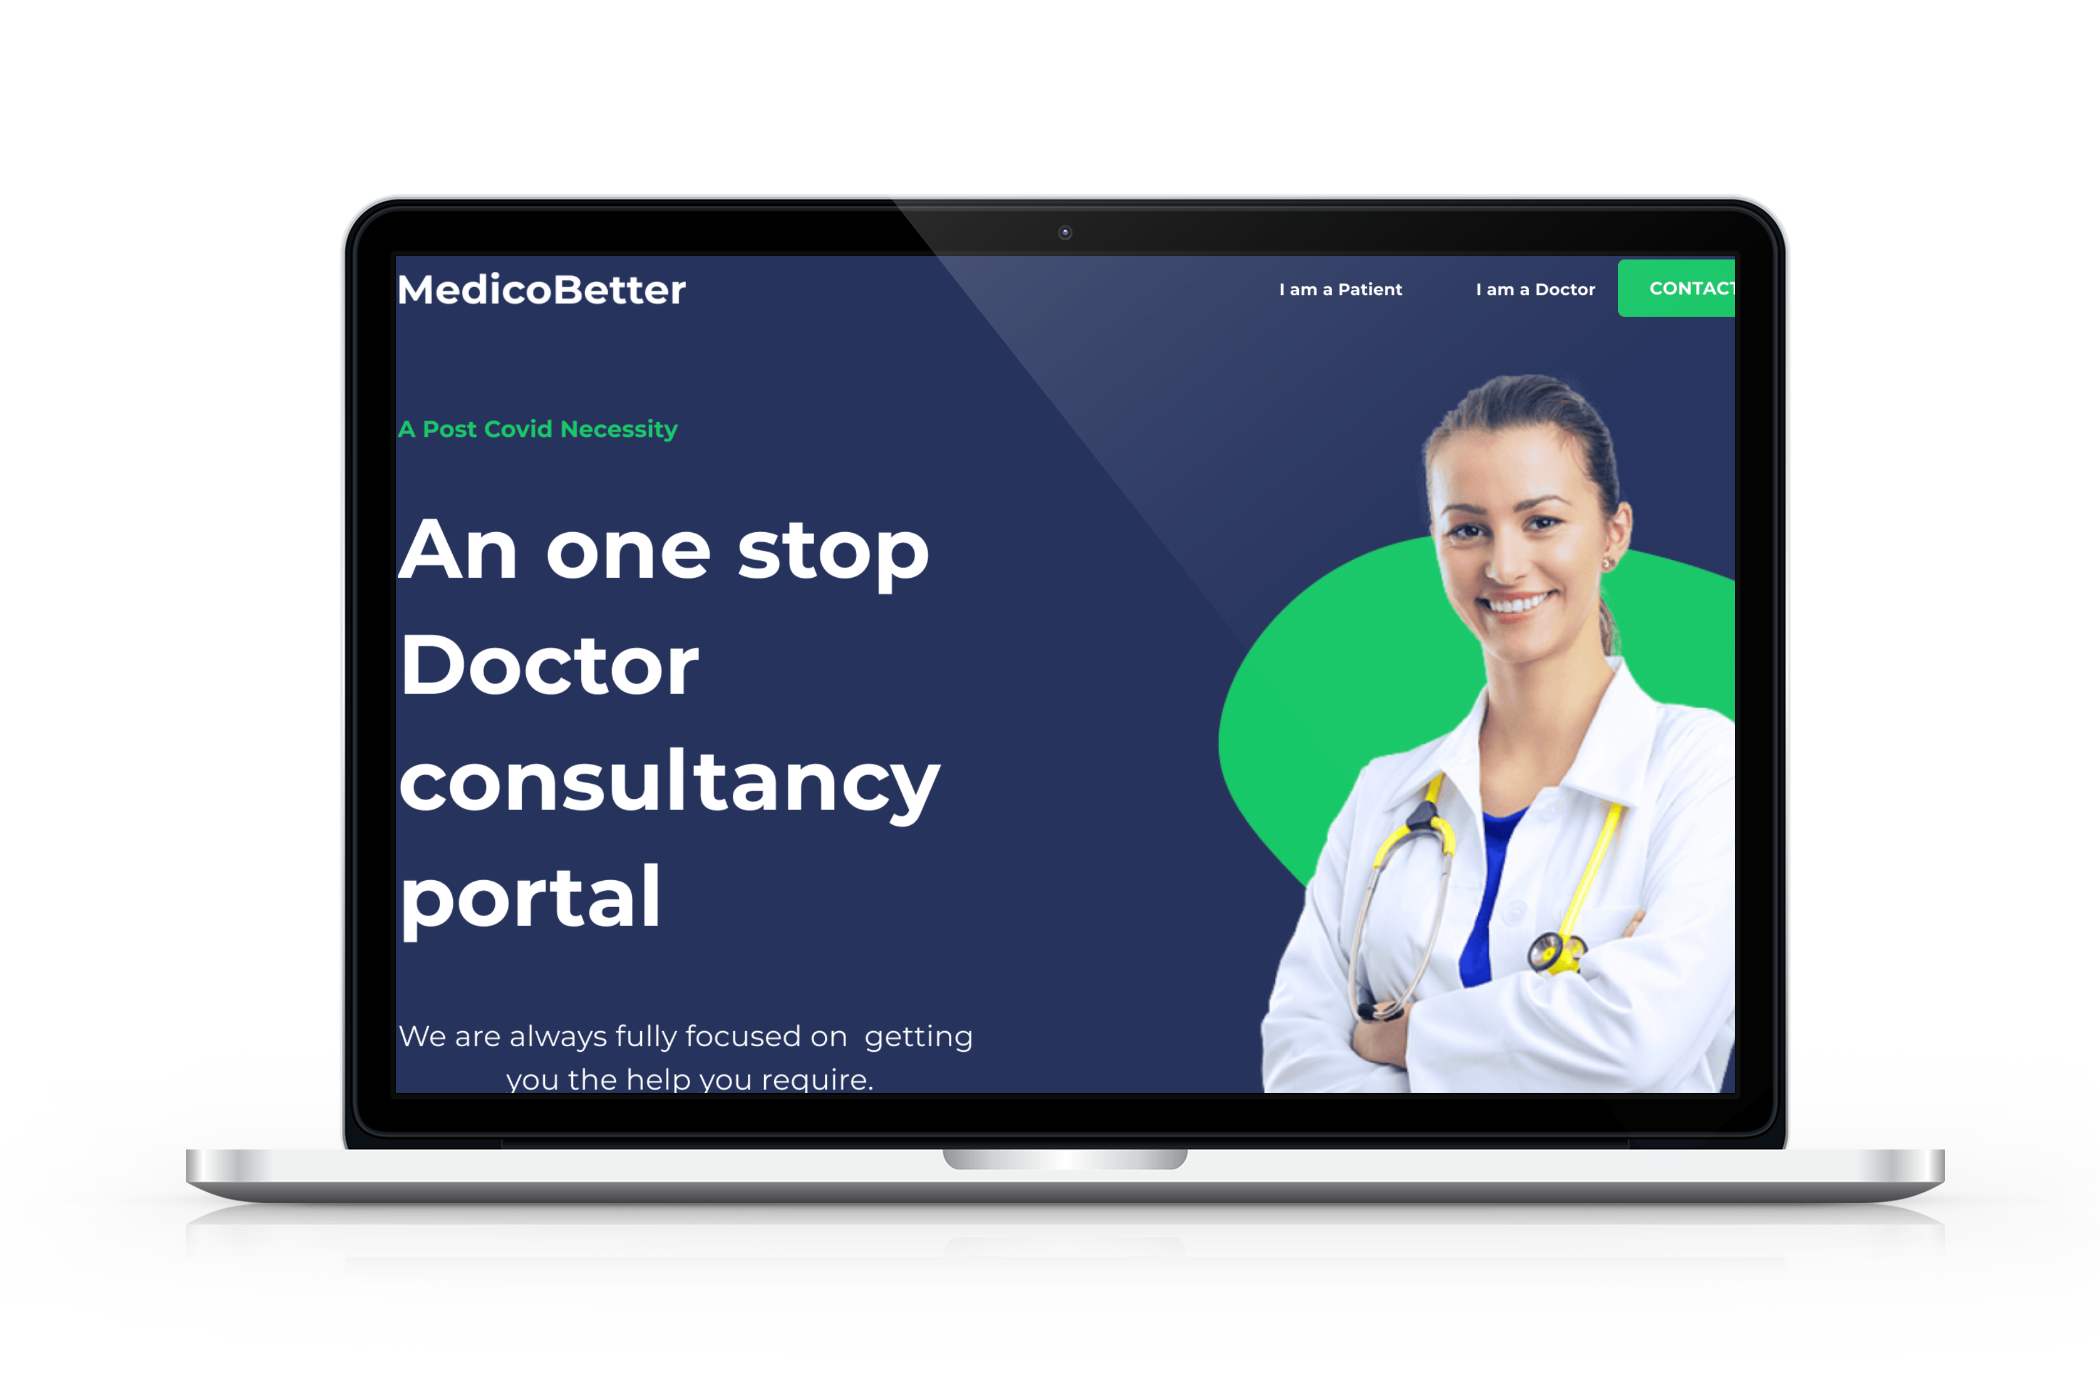 MedicoBetter
I am a Patient
I am a Doctor
CONTACT
A Post Covid Necessity
An one stop
Doctor
consultancy
portal
We are always fully focused on  getting
you the help you require.